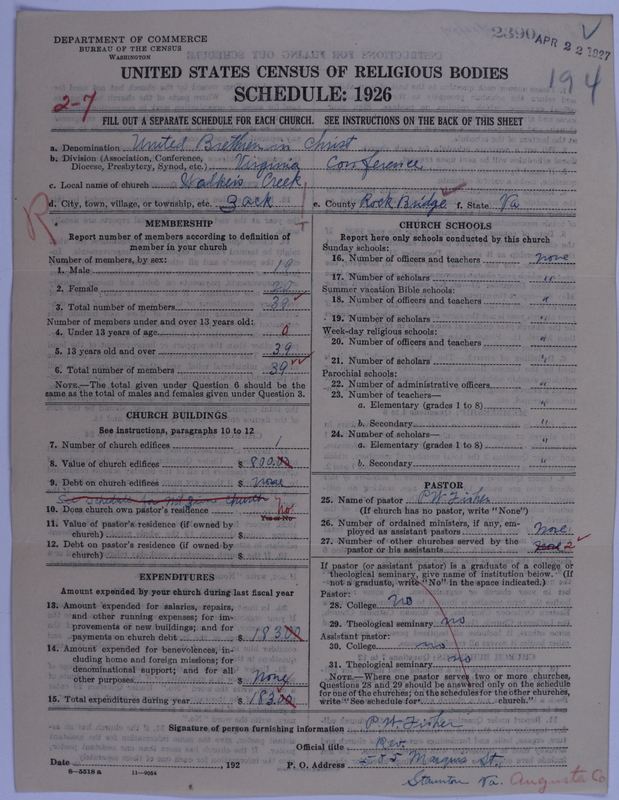 DEPARTMENT OF COMMERCE
BUREAU OF THE CENSUS
WASHINGTON
2390 APR 22 1927
194
UNITED STATES CENSUS OF RELIGIOUS BODIES
SCHEDULE: 1926
2-7
FILL OUT A SEPARATE SCHEDULE FOR EACH CHURCH. SEE INSTRUCTIONS ON THE BACK OF THIS SHEET
a. Denomination United Brethren in Christ
b. Division (Association, Conference, Diocese, Presbytery, Synod, etc.) Virginia Conference
c. Local name of church Walkers Creek
d. City, town, village, or township, etc. Zack e. County Rock Bridge f. State Va
R
MEMBERSHIP
Report number of members according to definition of
member in your church
Number of members, by sex:
1. Male 19
2. Female 20
3. Total number of members 39
Number of members under and over 13 years old:
4. Under 13 years of age 0
5. 13 years old and over 39
6. Total number of members 39
NOTE.—The total given under Question 6 should be
same as the total of males and females given under Question 3.
CHURCH BUILDINGS
See instructions, paragraphs 10 to 12
7. Number of church edifices 1
8. Value of church edifices $ 800.00
9. Debt on church edifices $ none
See schedule for Church
10. Does church own pastor's residence No
Yes or No
11. Value of pastor's residence (if owned by
church) $
12. Debt on pastor's residence (if owned by
church) $
EXPENDITURES
Amount expended by your church during last fiscal year
13. Amount expended for salaries, repairs,
and other running expenses; for im-
provements or new buildings; and for
payments on church debt $ 183.00
14. Amount expended for benevolences, in-
cluding home and foreign missions; for
denominational support; and for all
other purposes $ None
15. Total expenditures during year $ 183.00
CHURCH SCHOOLS
Report here only schools conducted by this church
Sunday schools:
16. Number of officers and teachers none
17. Number of scholars "
Summer vacation Bible schools:
18. Number of officers and teachers "
19. Number of scholars "
Week-day religious schools:
20. Number of officers and teachers "
21. Number of scholars "
Parochial schools:
22. Number of administrative officers "
23. Number of teachers—
a. Elementary (grades 1 to 8) "
b. Secondary "
24. Number of scholars—
a. Elementary (grades 1 to 8) "
b. Secondary "
PASTOR
25. Name of pastor P W Fisher
(If church has no pastor, write "None")
26. Number of ordained ministers, if any, em-
ployed as assistant pastors None
27. Number of other churches served by the
pastor or his assistants 2
If pastor (or assistant pastor) is a graduate of a college or
theological seminary, give name of institution below. (If
not a graduate, write "No" in the space indicated.)
Pastor:
28. College no
29. Theological seminary no
Assistant pastor:
30. College no
31. Theological seminary no
NOTE.—Where one pastor serves two or more churches,
Questions 28 and 29 should be answered only on the schedule
for one of the churches; on the schedules for the other churches,
write "See schedule for church."
Signature of person furnishing information P. W Fisher
Official title Rev.
Date , 192 P. O. Address Marquis St.
Staunton Va. Augusta Co
8—5518 a 11—9054